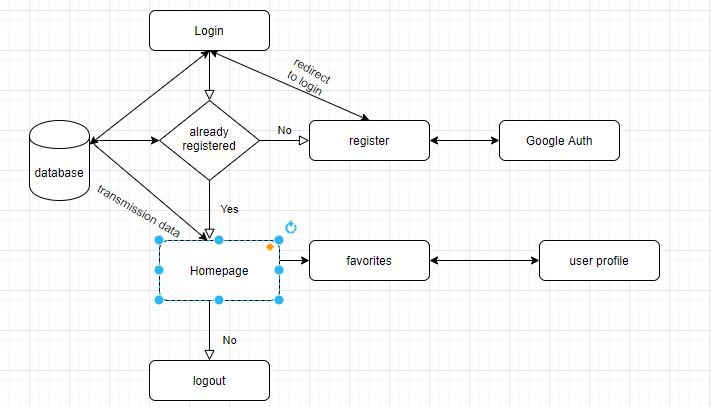 Login
redirect
to login
already
registered
No
register
Google Auth
database
transmission data
Yes
Homepage
favorites
user profile
No
logout